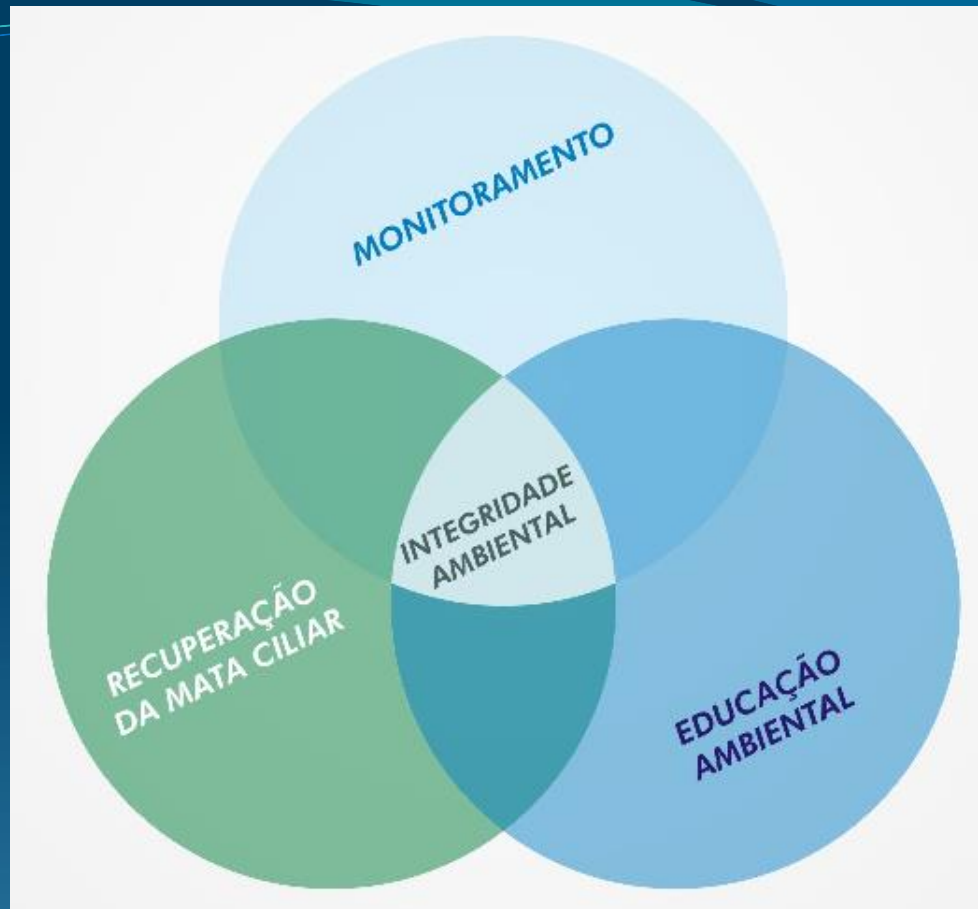 MONITORAMENTO
INTEGRIDADE
AMBIENTAL
RECUPERAÇÃO
DA MATA CILIAR
EDUCAÇÃO
AMBIENTAL